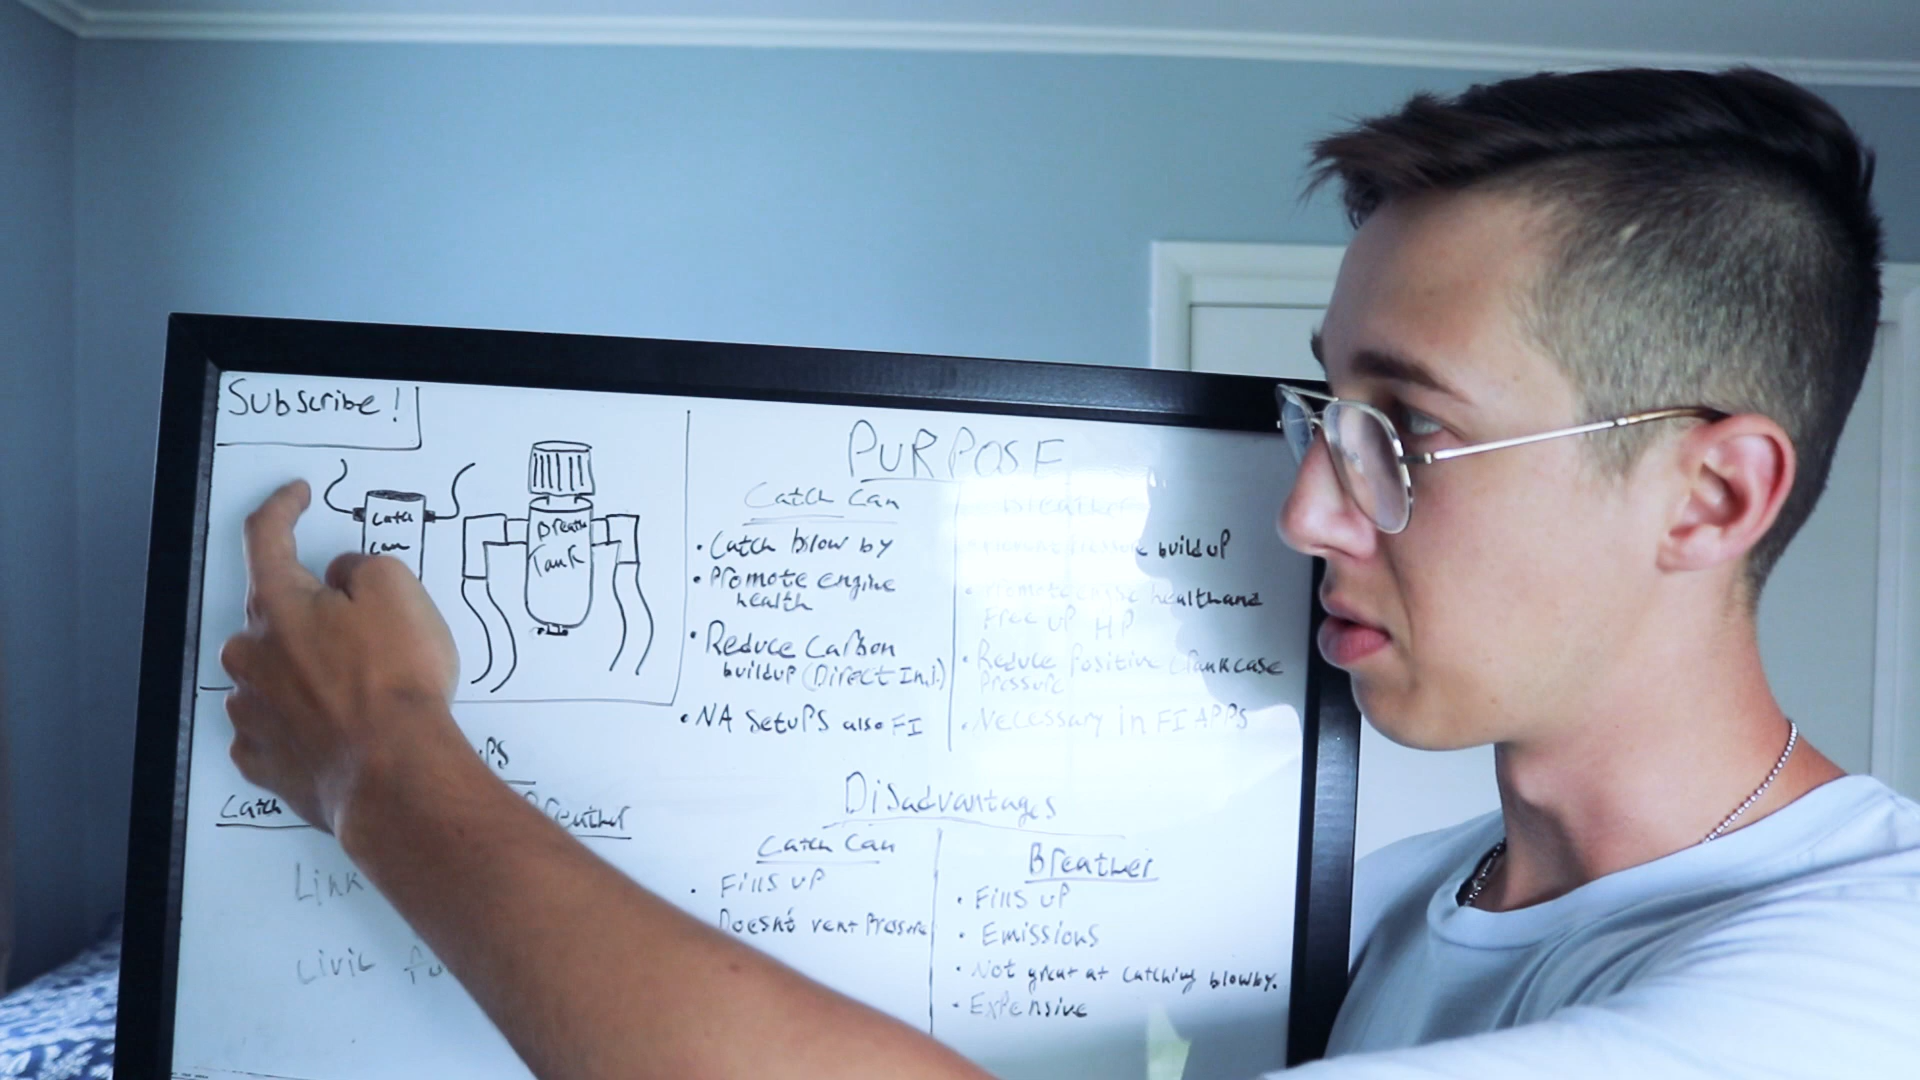 Subscribe!
Catch
Can
Breath
Tank
PURPOSE
Catch Can
• Catch blow by
• Promote engine
health
• Reduce Carbon
buildup (Direct Inj.)
• NA Setups also FI
Breather
buildup
health and
Free up HP
• Reduce Positive Crankcase
Pressure
• Necessary in FI APPS
Catch
Breather
Link
Civic
Disadvantages
Catch Can
• Fills up
Doesn't vent Pressure
Breather
• Fills up
• Emissions
• Not great at catching blowby.
• Expensive